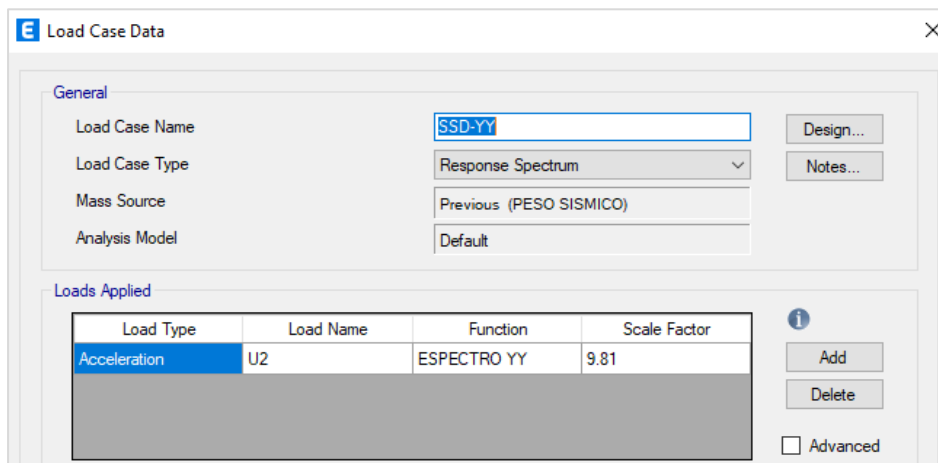 E Load Case Data
General
Load Case Name SSD-YY Design...
Load Case Type Response Spectrum Notes...
Mass Source Previous (PESO SISMICO)
Analysis Model Default
Loads Applied
Load Type Load Name Function Scale Factor
Acceleration U2 ESPECTRO YY 9.81
i
Add
Delete
Advanced